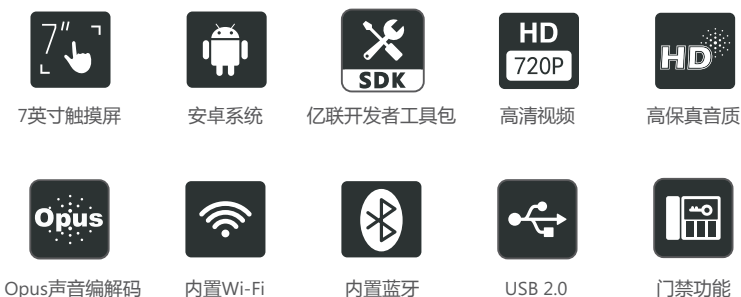 7"
SDK
HD
720P
HD
7英寸触摸屏
安卓系统
亿联开发者工具包
高清视频
高保真音质
Opus
Opus声音编解码
内置Wi-Fi
内置蓝牙
USB 2.0
门禁功能